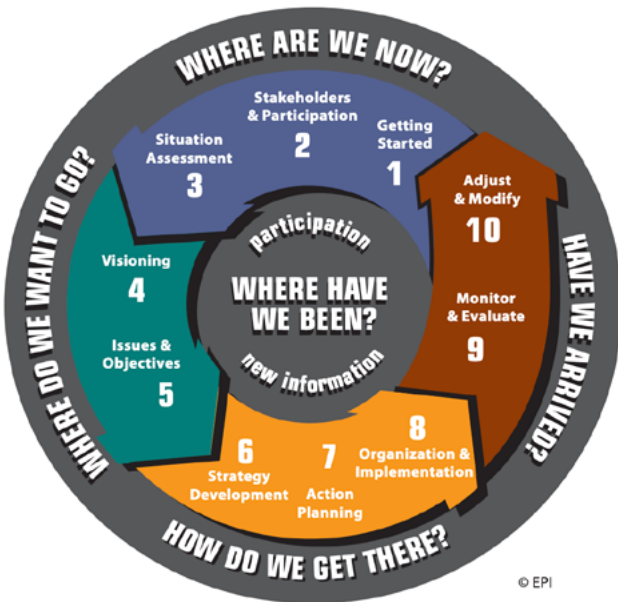 WHERE ARE WE NOW?
Getting
Started
1
Stakeholders
& Participation
2
Situation
Assessment
3
WHERE DO WE WANT TO GO?
Visioning
4
Issues &
Objectives
5
HOW DO WE GET THERE?
6
Strategy
Development
7
Action
Planning
8
Organization &
Implementation
HAVE WE ARRIVED?
Monitor
& Evaluate
9
Adjust
& Modify
10
participation
WHERE HAVE
WE BEEN?
new information
© EPI